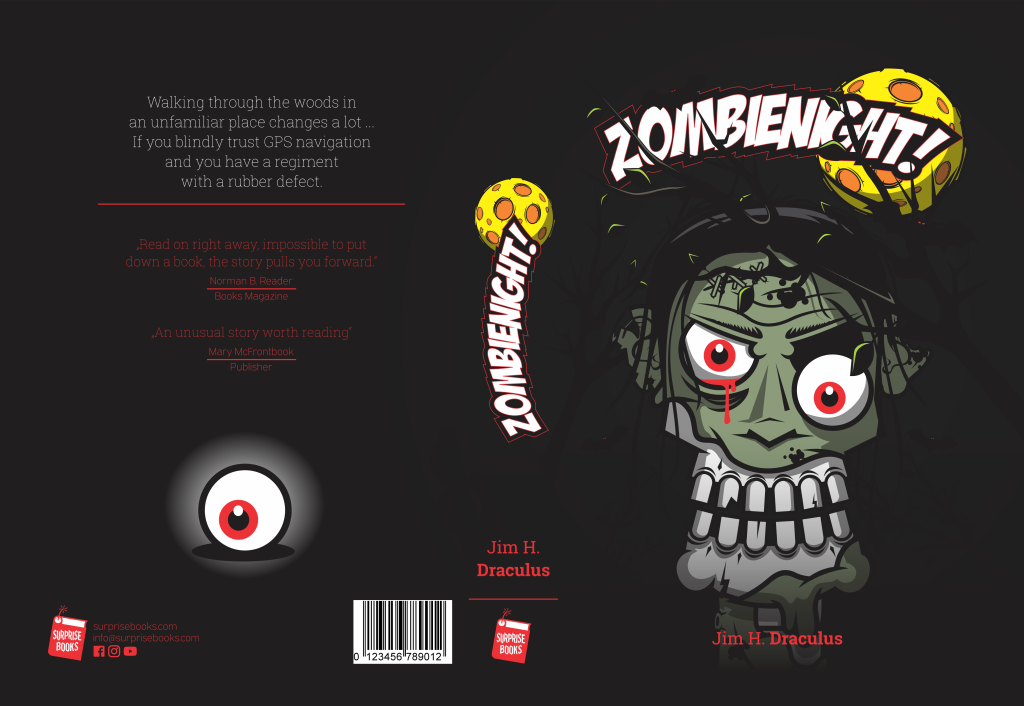 Walking through the woods in
an unfamiliar place changes a lot ...
If you blindly trust GPS navigation
and you have a regiment
with a rubber defect.
„Read on right away, impossible to put
down a book, the story pulls you forward.“
Norman B. Reader
Books Magazine
„An unusual story worth reading“
Mary McFrontbook
Publisher
SURPRISE
BOOKS
surprisebooks.com
info@surprisebooks.com
0 123456 789012
ZOMBIENIGHT!
Jim H.
Draculus
SURPRISE
BOOKS
ZOMBIENIGHT!
Jim H. Draculus